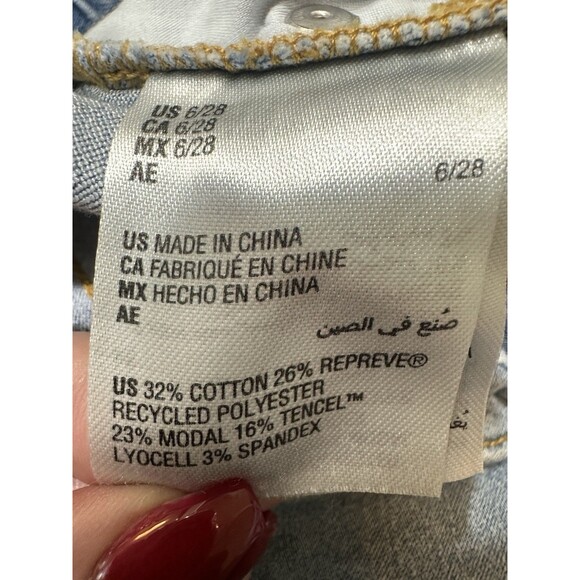 US 6/28
CA 6/28
MX 6/28
AE 6/28
US MADE IN CHINA
CA FABRIQUÉ EN CHINE
MX HECHO EN CHINA
AE
صُنع في الصين
US 32% COTTON 26% REPREVE®
RECYCLED POLYESTER
23% MODAL 16% TENCEL™
LYOCELL 3% SPANDEX